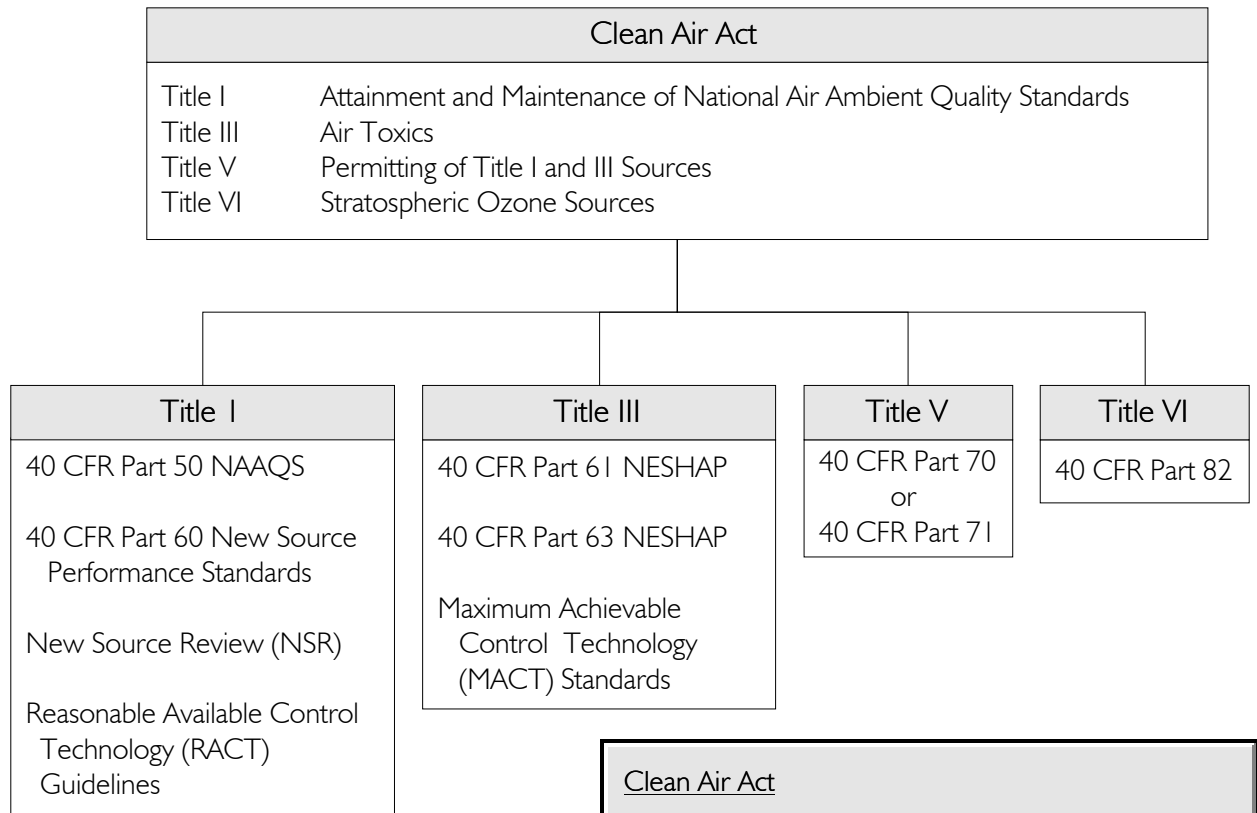 Clean Air Act
Title I Attainment and Maintenance of National Air Ambient Quality Standards
Title III Air Toxics
Title V Permitting of Title I and III Sources
Title VI Stratospheric Ozone Sources
Title 1
40 CFR Part 50 NAAQS
40 CFR Part 60 New Source
Performance Standards
New Source Review (NSR)
Reasonable Available Control
Technology (RACT)
Guidelines
Title III
40 CFR Part 61 NESHAP
40 CFR Part 63 NESHAP
Maximum Achievable
Control Technology
(MACT) Standards
Title V
40 CFR Part 70
or
40 CFR Part 71
Title VI
40 CFR Part 82
Clean Air Act